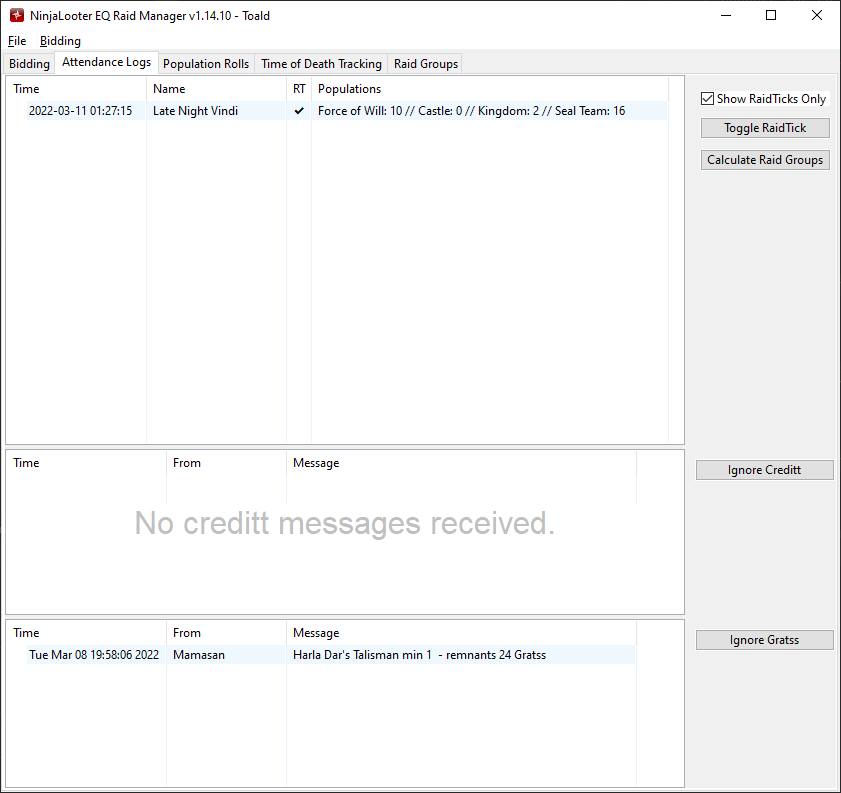 NinjaLooter EQ Raid Manager v1.14.10 - Toald
File Bidding
Bidding Attendance Logs Population Rolls Time of Death Tracking Raid Groups
Time Name RT Populations
2022-03-11 01:27:15 Late Night Vindi ✔ Force of Will: 10 // Castle: 0 // Kingdom: 2 // Seal Team: 16
Show RaidTicks Only
Toggle RaidTick
Calculate Raid Groups
Time From Message
No creditt messages received.
Ignore Creditt
Time From Message
Tue Mar 08 19:58:06 2022 Mamasan Harla Dar's Talisman min 1  - remnants 24 Gratss
Ignore Gratss